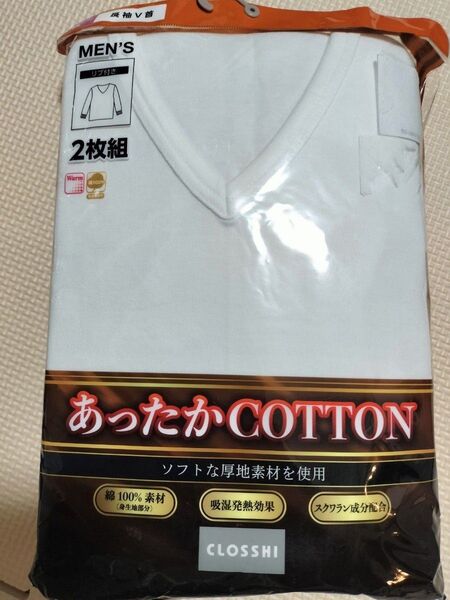 長袖V首
MEN'S
リブ付き
2枚組
Warm
あったかCOTTON
ソフトな厚地素材を使用
綿100%素材
(身生地部分)
吸湿発熱効果
スクワラン成分配合
CLOSSHI